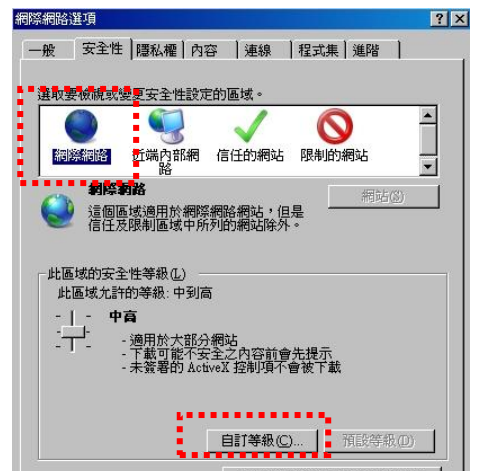 網際網路選項
一般 安全性 隱私權 內容 連線 程式集 進階
選取要檢視或變更安全性設定的區域。
網際網路 近端內部網路 信任的網站 限制的網站
網際網路
網站(S)
這個區域適用於網際網路網站，但是
信任及限制區域中所列的網站除外。
此區域的安全性等級(L)
此區域允許的等級: 中到高
中高
- 適用於大部分網站
- 下載可能不安全之內容前會先提示
- 未簽署的 ActiveX 控制項不會被下載
自訂等級(C)... 預設等級(D)